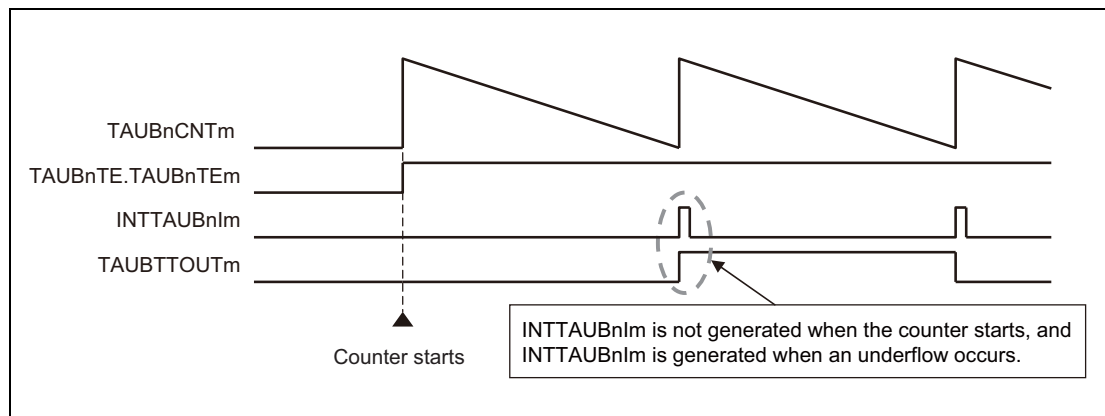 TAUBnCNTm
TAUBnTE.TAUBnTEm
INTTAUBnIm
TAUBTTOUTm
INTTAUBnIm is not generated when the counter starts, and
INTTAUBnIm is generated when an underflow occurs.
Counter starts